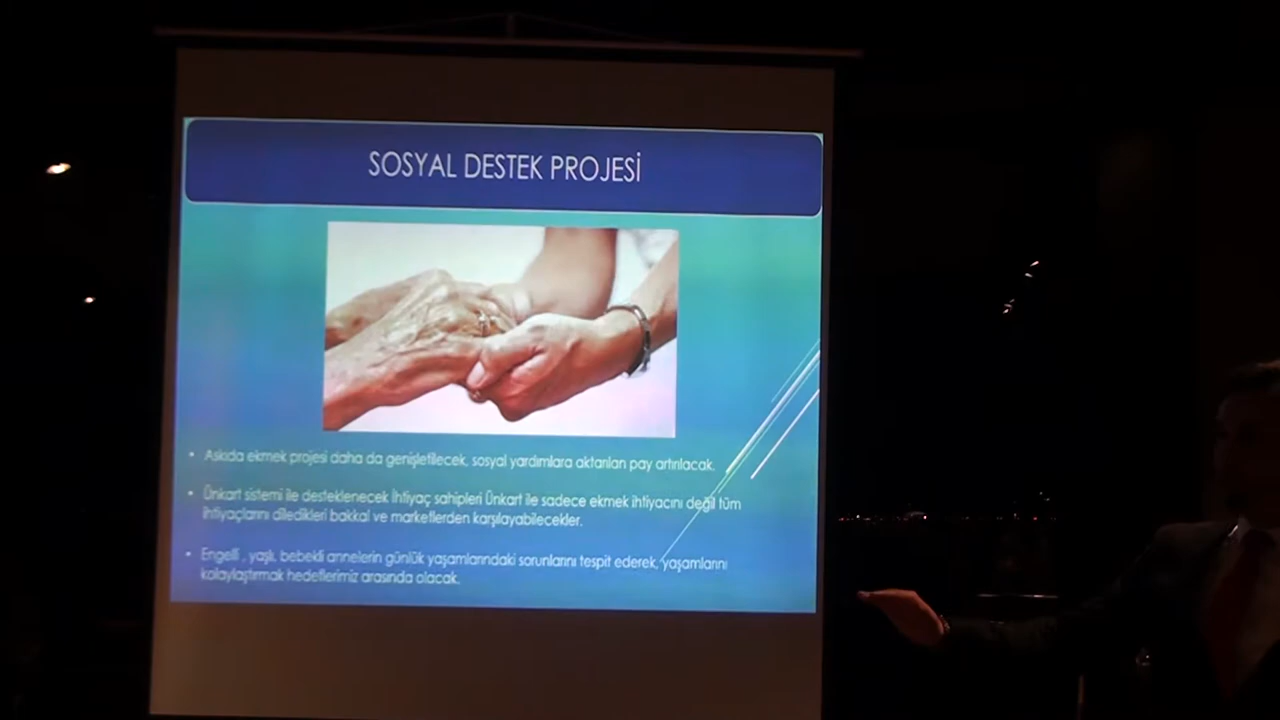 SOSYAL DESTEK PROJESİ
• Askıda ekmek projesi daha da genişletilecek, sosyal yardımlara aktarılan pay artırılacak.
• Ünkart sistemi ile desteklenecek İhtiyaç sahipleri Ünkart ile sadece ekmek ihtiyacını değil tüm
ihtiyaçlarını diledikleri bakkal ve marketlerden karşılayabilecekler.
• Engelli , yaşlı, bebekli annelerin günlük yaşamlarındaki sorunlarını tespit ederek, yaşamlarını
kolaylaştırmak hedeflerimiz arasında olacak.